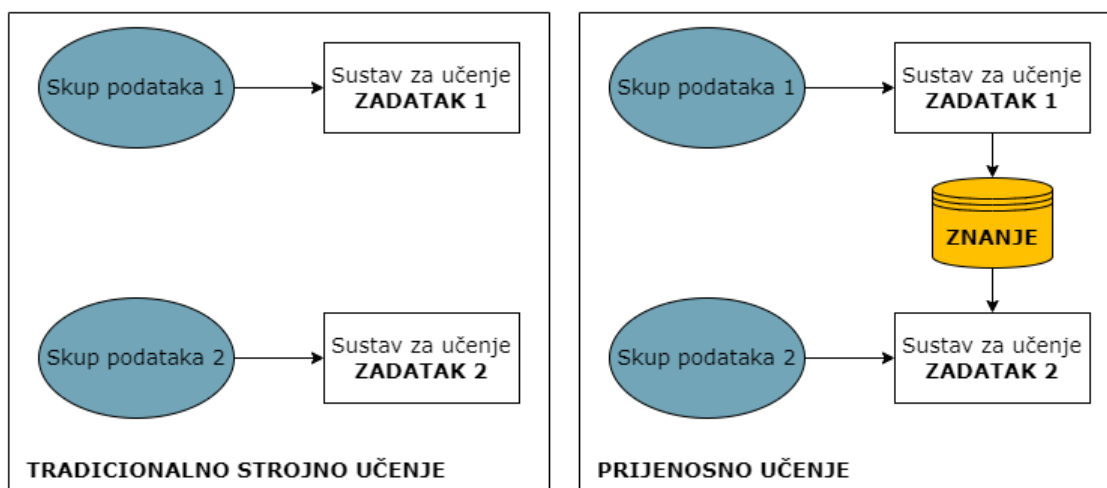 Skup podataka 1
Sustav za učenje
ZADATAK 1
Skup podataka 2
Sustav za učenje
ZADATAK 2
TRADICIONALNO STROJNO UČENJE
Skup podataka 1
Sustav za učenje
ZADATAK 1
ZNANJE
Skup podataka 2
Sustav za učenje
ZADATAK 2
PRIJENOSNO UČENJE